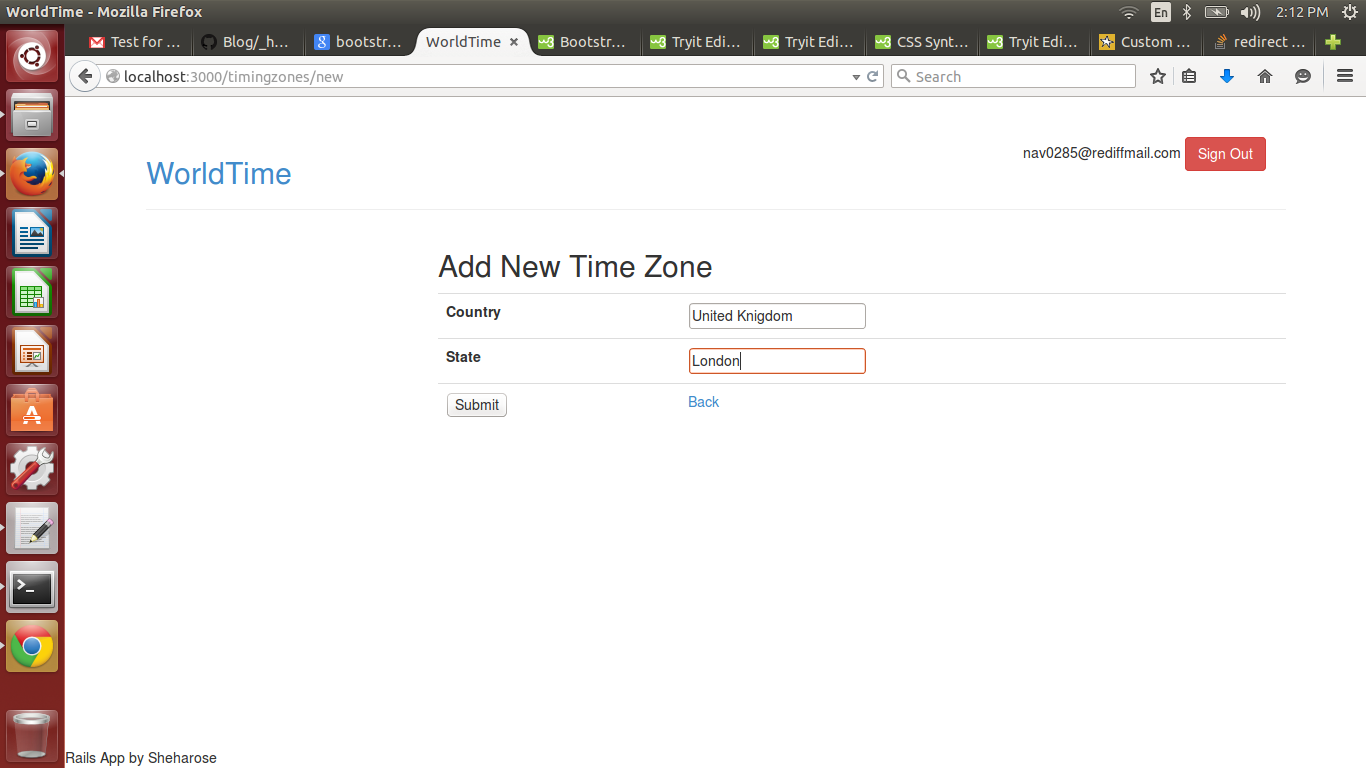 WorldTime - Mozilla Firefox
En
2:12 PM
Test for ...
Blog/_h...
bootstr...
WorldTime
Bootstr...
Tryit Edi...
Tryit Edi...
CSS Synt...
Tryit Edi...
Custom ...
redirect ...
localhost:3000/timingzones/new
Search
WorldTime
nav0285@rediffmail.com
Sign Out
Add New Time Zone
Country
United Knigdom
State
London
Submit
Back
Rails App by Sheharose